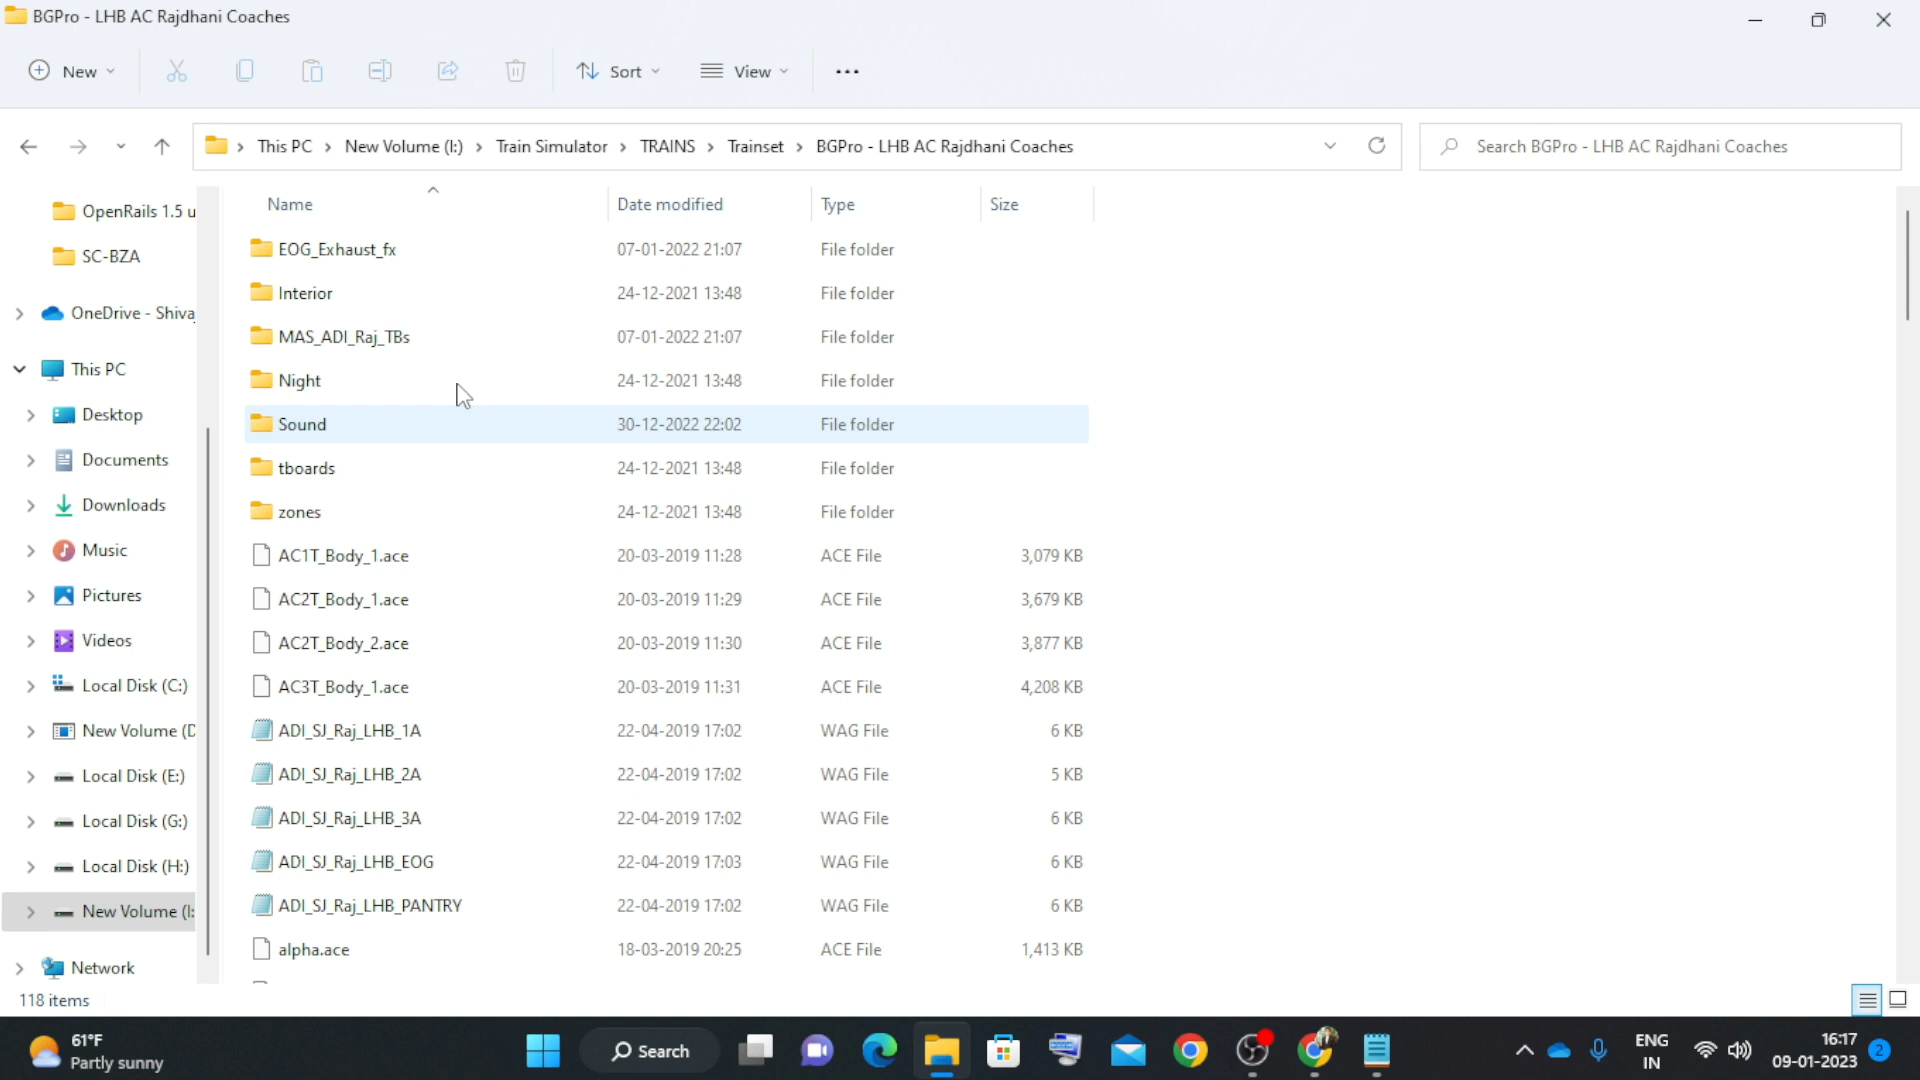 BGPro - LHB AC Rajdhani Coaches
New
Sort
View
This PC > New Volume (I:) > Train Simulator > TRAINS > Trainset > BGPro - LHB AC Rajdhani Coaches
Search BGPro - LHB AC Rajdhani Coaches
OpenRails 1.5 u
SC-BZA
OneDrive - Shivaj
This PC
Desktop
Documents
Downloads
Music
Pictures
Videos
Local Disk (C:)
New Volume (D
Local Disk (E:)
Local Disk (G:)
Local Disk (H:)
New Volume (I:
Network
Name Date modified Type Size
EOG_Exhaust_fx 07-01-2022 21:07 File folder
Interior 24-12-2021 13:48 File folder
MAS_ADI_Raj_TBs 07-01-2022 21:07 File folder
Night 24-12-2021 13:48 File folder
Sound 30-12-2022 22:02 File folder
tboards 24-12-2021 13:48 File folder
zones 24-12-2021 13:48 File folder
AC1T_Body_1.ace 20-03-2019 11:28 ACE File 3,079 KB
AC2T_Body_1.ace 20-03-2019 11:29 ACE File 3,679 KB
AC2T_Body_2.ace 20-03-2019 11:30 ACE File 3,877 KB
AC3T_Body_1.ace 20-03-2019 11:31 ACE File 4,208 KB
ADI_SJ_Raj_LHB_1A 22-04-2019 17:02 WAG File 6 KB
ADI_SJ_Raj_LHB_2A 22-04-2019 17:02 WAG File 5 KB
ADI_SJ_Raj_LHB_3A 22-04-2019 17:02 WAG File 6 KB
ADI_SJ_Raj_LHB_EOG 22-04-2019 17:03 WAG File 6 KB
ADI_SJ_Raj_LHB_PANTRY 22-04-2019 17:02 WAG File 6 KB
alpha.ace 18-03-2019 20:25 ACE File 1,413 KB
118 items
61°F
Partly sunny
Search
ENG
IN
16:17
09-01-2023
2